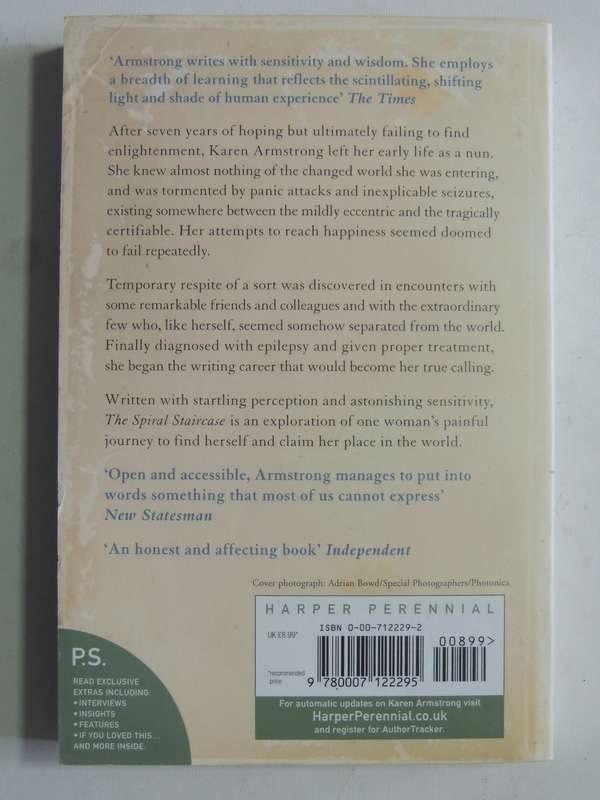 ‘Armstrong writes with sensitivity and wisdom. She employs
a breadth of learning that reflects the scintillating, shifting
light and shade of human experience’ The Times
After seven years of hoping but ultimately failing to find
enlightenment, Karen Armstrong left her early life as a nun.
She knew almost nothing of the changed world she was entering,
and was tormented by panic attacks and inexplicable seizures,
existing somewhere between the mildly eccentric and the tragically
certifiable. Her attempts to reach happiness seemed doomed
to fail repeatedly.
Temporary respite of a sort was discovered in encounters with
some remarkable friends and colleagues and with the extraordinary
few who, like herself, seemed somehow separated from the world.
Finally diagnosed with epilepsy and given proper treatment,
she began the writing career that would become her true calling.
Written with startling perception and astonishing sensitivity,
The Spiral Staircase is an exploration of one woman’s painful
journey to find herself and claim her place in the world.
‘Open and accessible, Armstrong manages to put into
words something that most of us cannot express’
New Statesman
‘An honest and affecting book’ Independent
Cover photograph: Adrian Bowd/Special Photographers/Photonica
HARPER PERENNIAL
ISBN 0-00-712229-2
UK £8.99*
00899>
*recommended
price
9 780007 122295
For automatic updates on Karen Armstrong visit
HarperPerennial.co.uk
and register for AuthorTracker.
P.S.
READ EXCLUSIVE
EXTRAS INCLUDING:
• INTERVIEWS
• INSIGHTS
• FEATURES
• IF YOU LOVED THIS...
AND MORE INSIDE